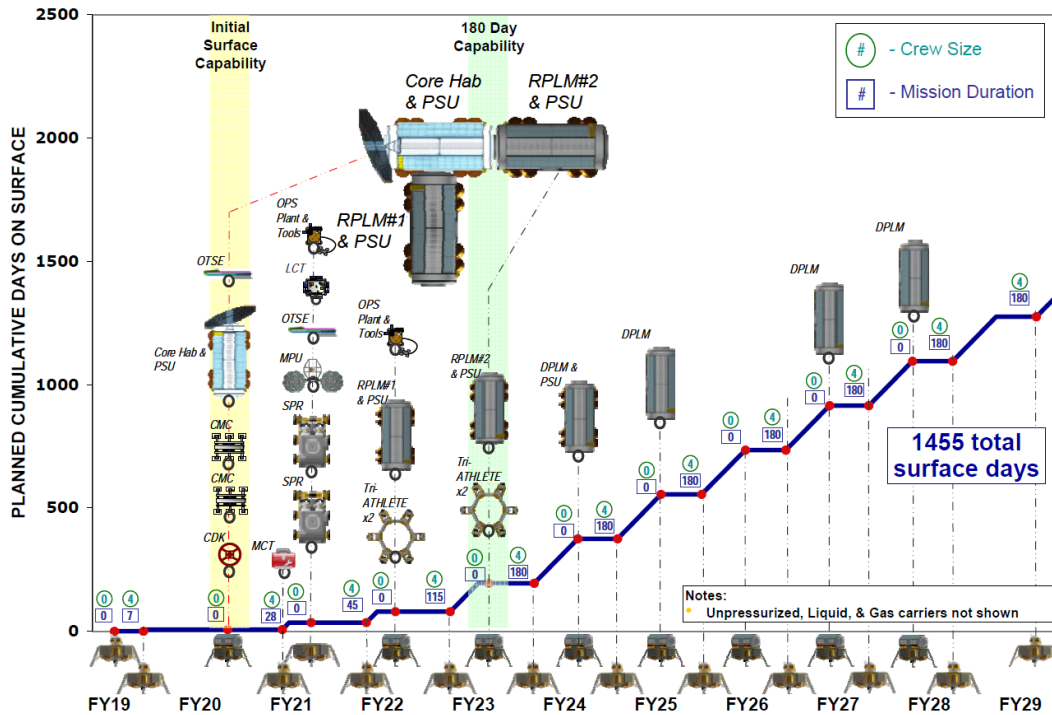 PLANNED CUMULATIVE DAYS ON SURFACE
2500
2000
1500
1000
500
0
Initial
Surface
Capability
180 Day
Capability
# - Crew Size
# - Mission Duration
Core Hab
& PSU
RPLM#2
& PSU
RPLM#1
& PSU
OTSE
Core Hab &
PSU
CMC
CMC
CDK
OPS
Plant &
Tools
LCT
OTSE
MPU
SPR
SPR
MCT
OPS
Plant &
Tools
RPLM#1
& PSU
Tri-
ATHLETE
x2
RPLM#2
& PSU
Tri-
ATHLETE
x2
DPLM &
PSU
DPLM
DPLM
DPLM
0
0
4
7
0
0
4
28
0
0
4
45
0
0
4
115
0
0
4
180
0
0
4
180
0
0
4
180
0
0
4
180
0
0
4
180
0
0
4
180
4
180
1455 total
surface days
Notes:
Unpressurized, Liquid, & Gas carriers not shown
FY19 FY20 FY21 FY22 FY23 FY24 FY25 FY26 FY27 FY28 FY29